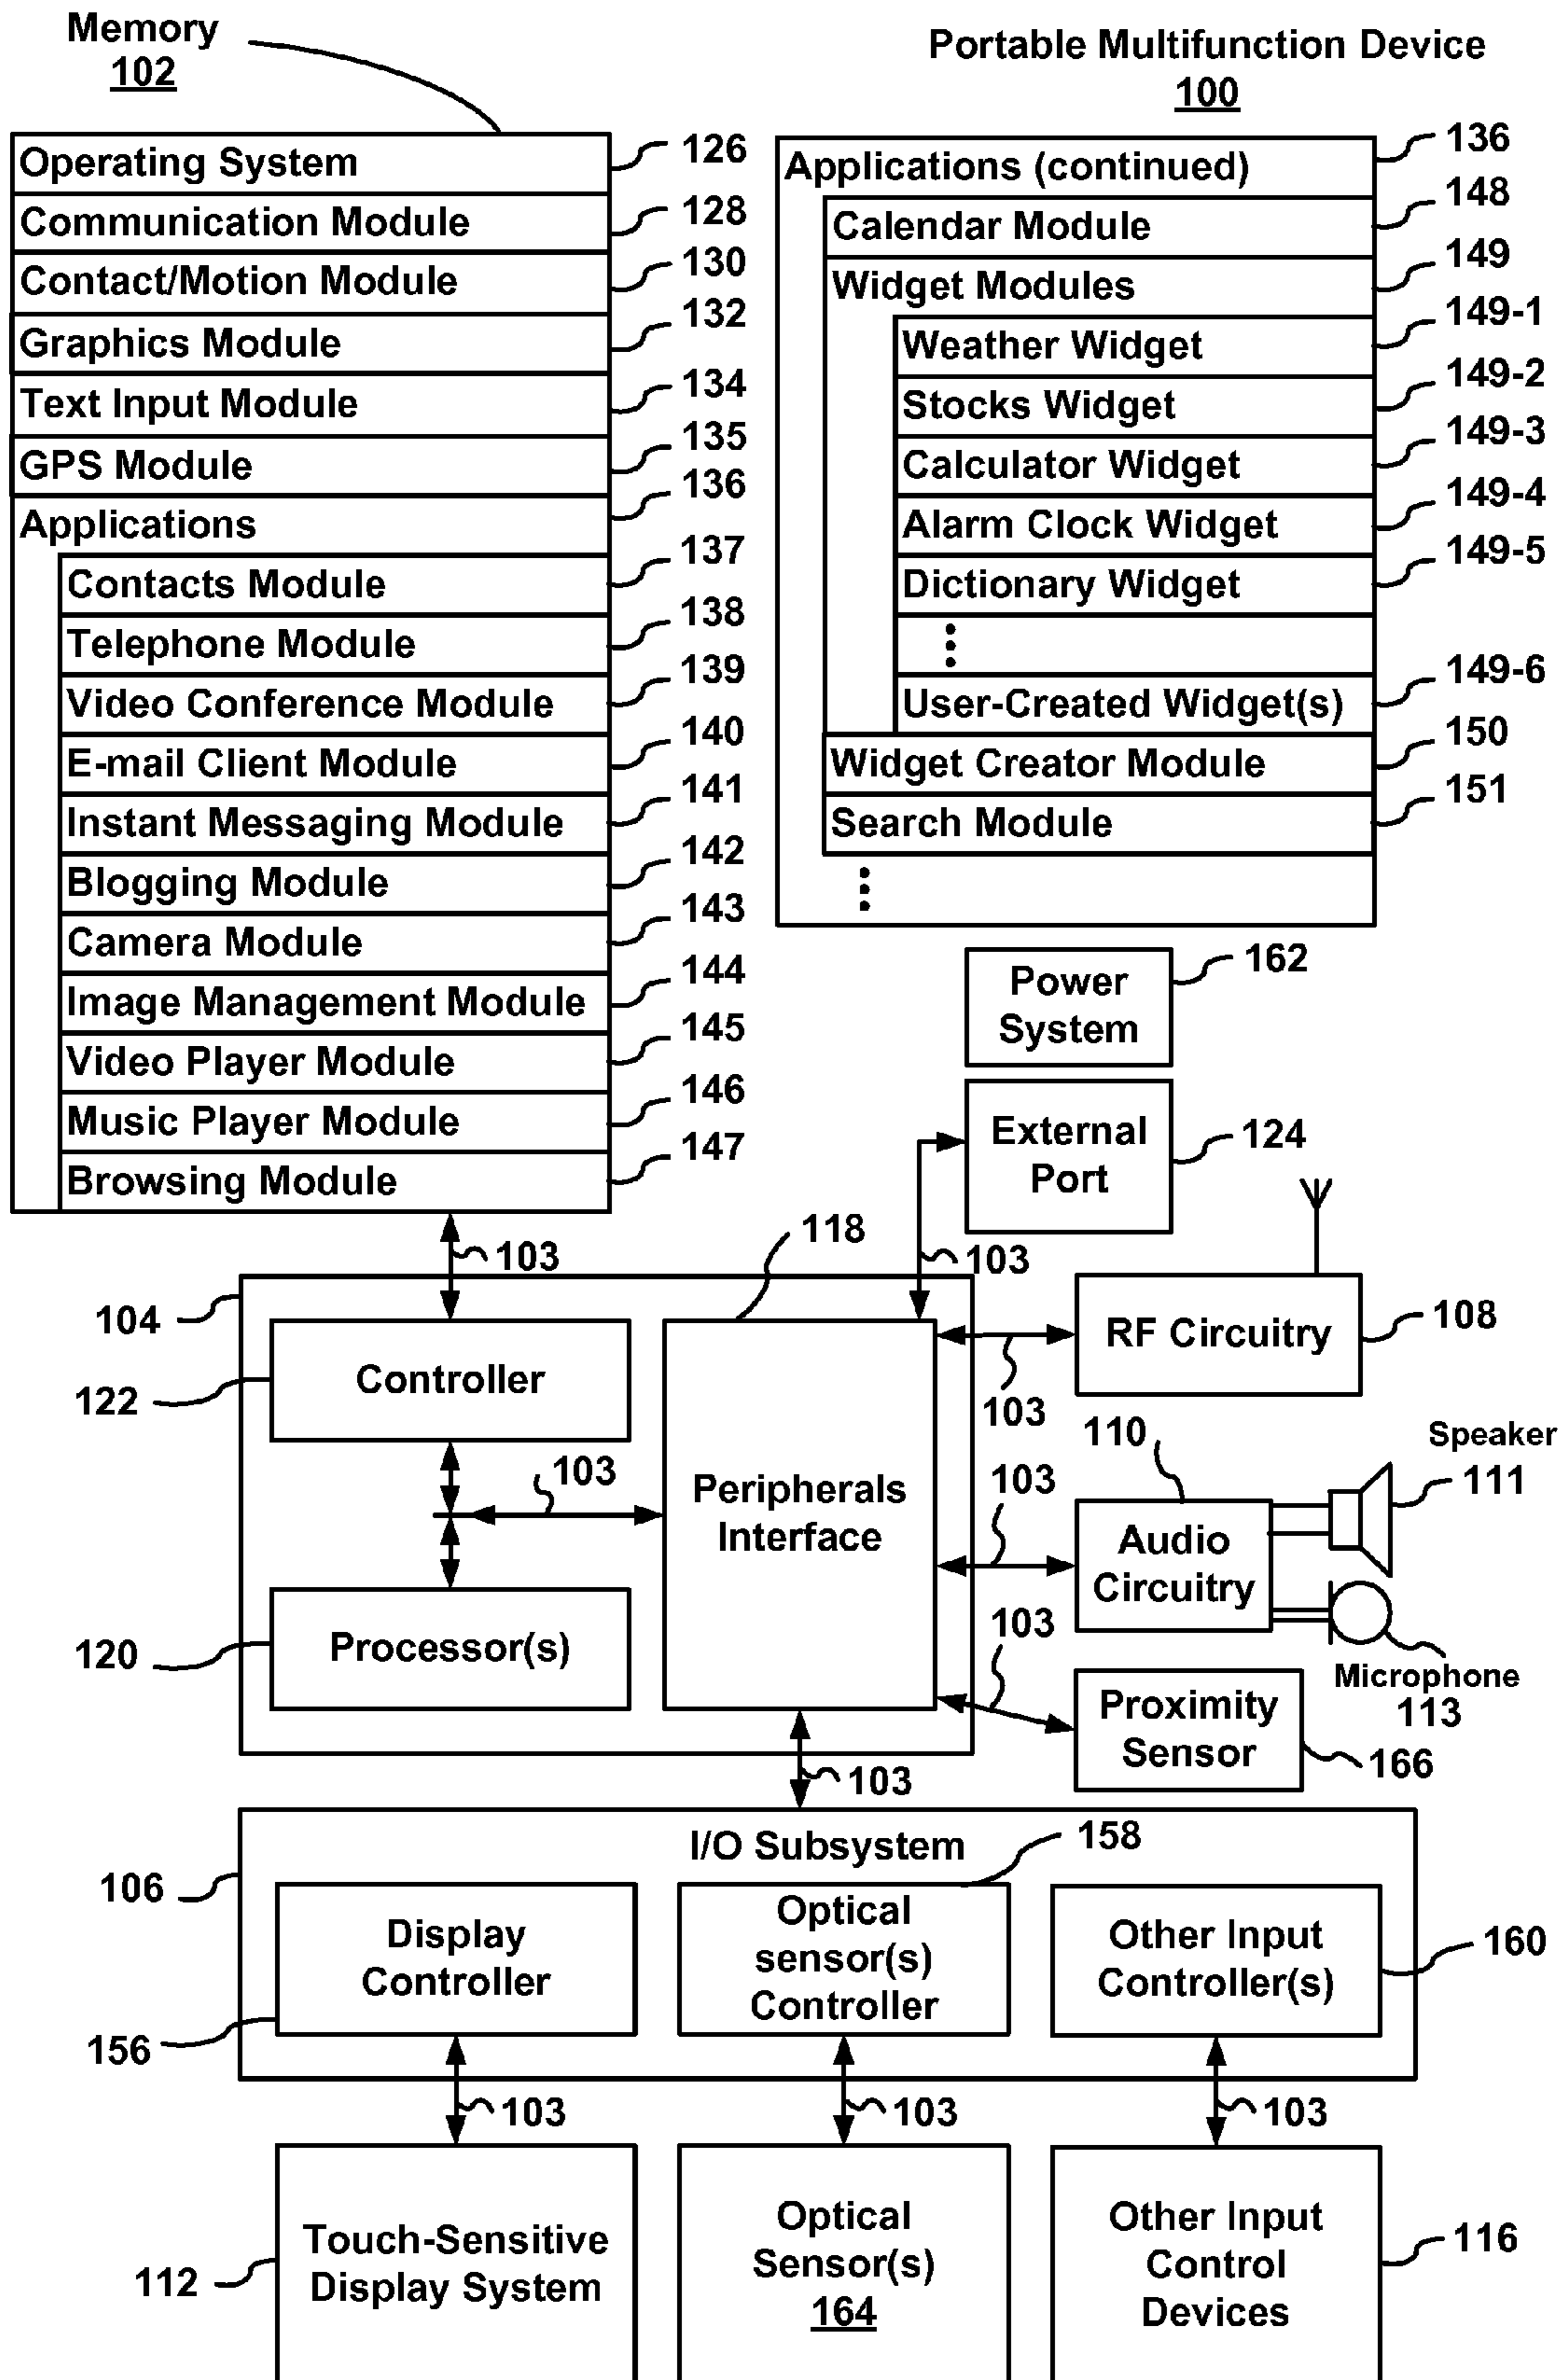 Memory
102
Portable Multifunction Device
100
Operating System
126
Communication Module
128
Contact/Motion Module
130
Graphics Module
132
Text Input Module
134
GPS Module
135
Applications
136
Contacts Module
137
Telephone Module
138
Video Conference Module
139
E-mail Client Module
140
Instant Messaging Module
141
Blogging Module
142
Camera Module
143
Image Management Module
144
Video Player Module
145
Music Player Module
146
Browsing Module
147
Applications (continued)
136
Calendar Module
148
Widget Modules
149
Weather Widget
149-1
Stocks Widget
149-2
Calculator Widget
149-3
Alarm Clock Widget
149-4
Dictionary Widget
149-5
User-Created Widget(s)
149-6
Widget Creator Module
150
Search Module
151
Power
System
162
External
Port
124
103
118
103
104
Controller
122
RF Circuitry
108
103
110
Speaker
111
103
Peripherals
Interface
103
Audio
Circuitry
Processor(s)
120
103
Microphone
113
Proximity
Sensor
166
103
I/O Subsystem
158
106
Display
Controller
156
Optical
sensor(s)
Controller
Other Input
Controller(s)
160
103
103
103
Touch-Sensitive
Display System
112
Optical
Sensor(s)
164
Other Input
Control
Devices
116